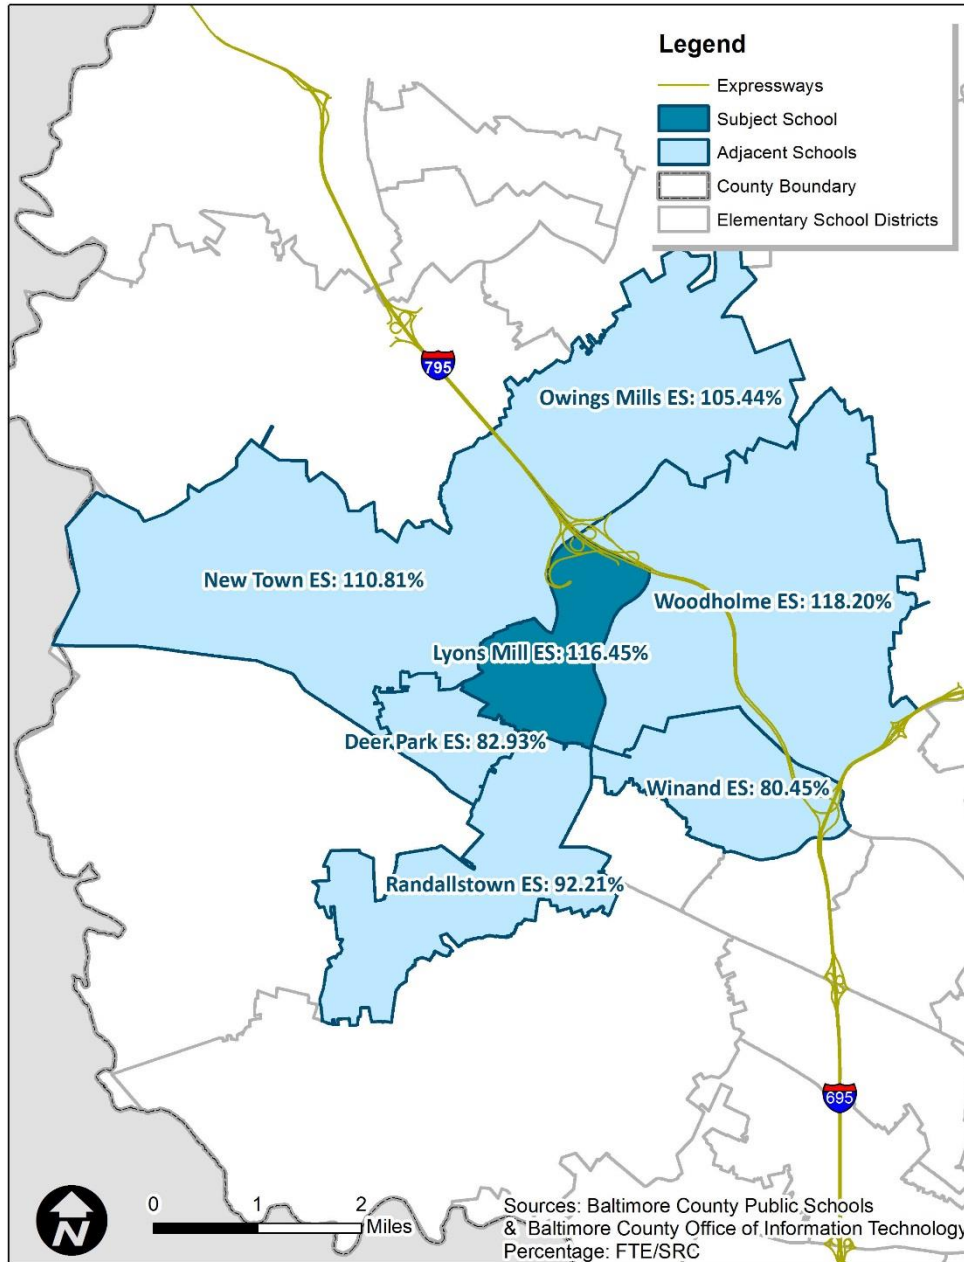 Legend
Expressways
Subject School
Adjacent Schools
County Boundary
Elementary School Districts
795
Owings Mills ES: 105.44%
New Town ES: 110.81%
Woodholme ES: 118.20%
Lyons Mill ES: 116.45%
Deer Park ES: 82.93%
Winand ES: 80.45%
Randallstown ES: 92.21%
695
N
0 1 2
Miles
Sources: Baltimore County Public Schools
& Baltimore County Office of Information Technology
Percentage: FTE/SRC